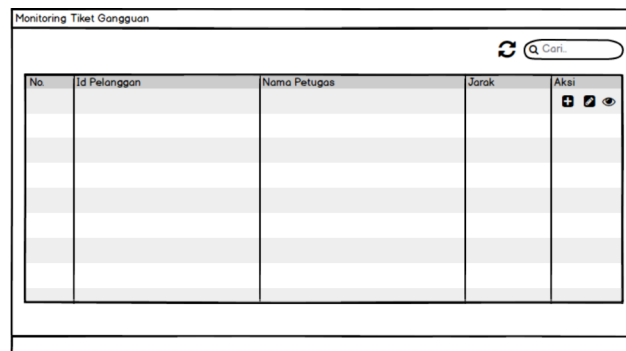 Monitoring Tiket Gangguan
Cari..
No. Id Pelanggan Nama Petugas Jarak Aksi